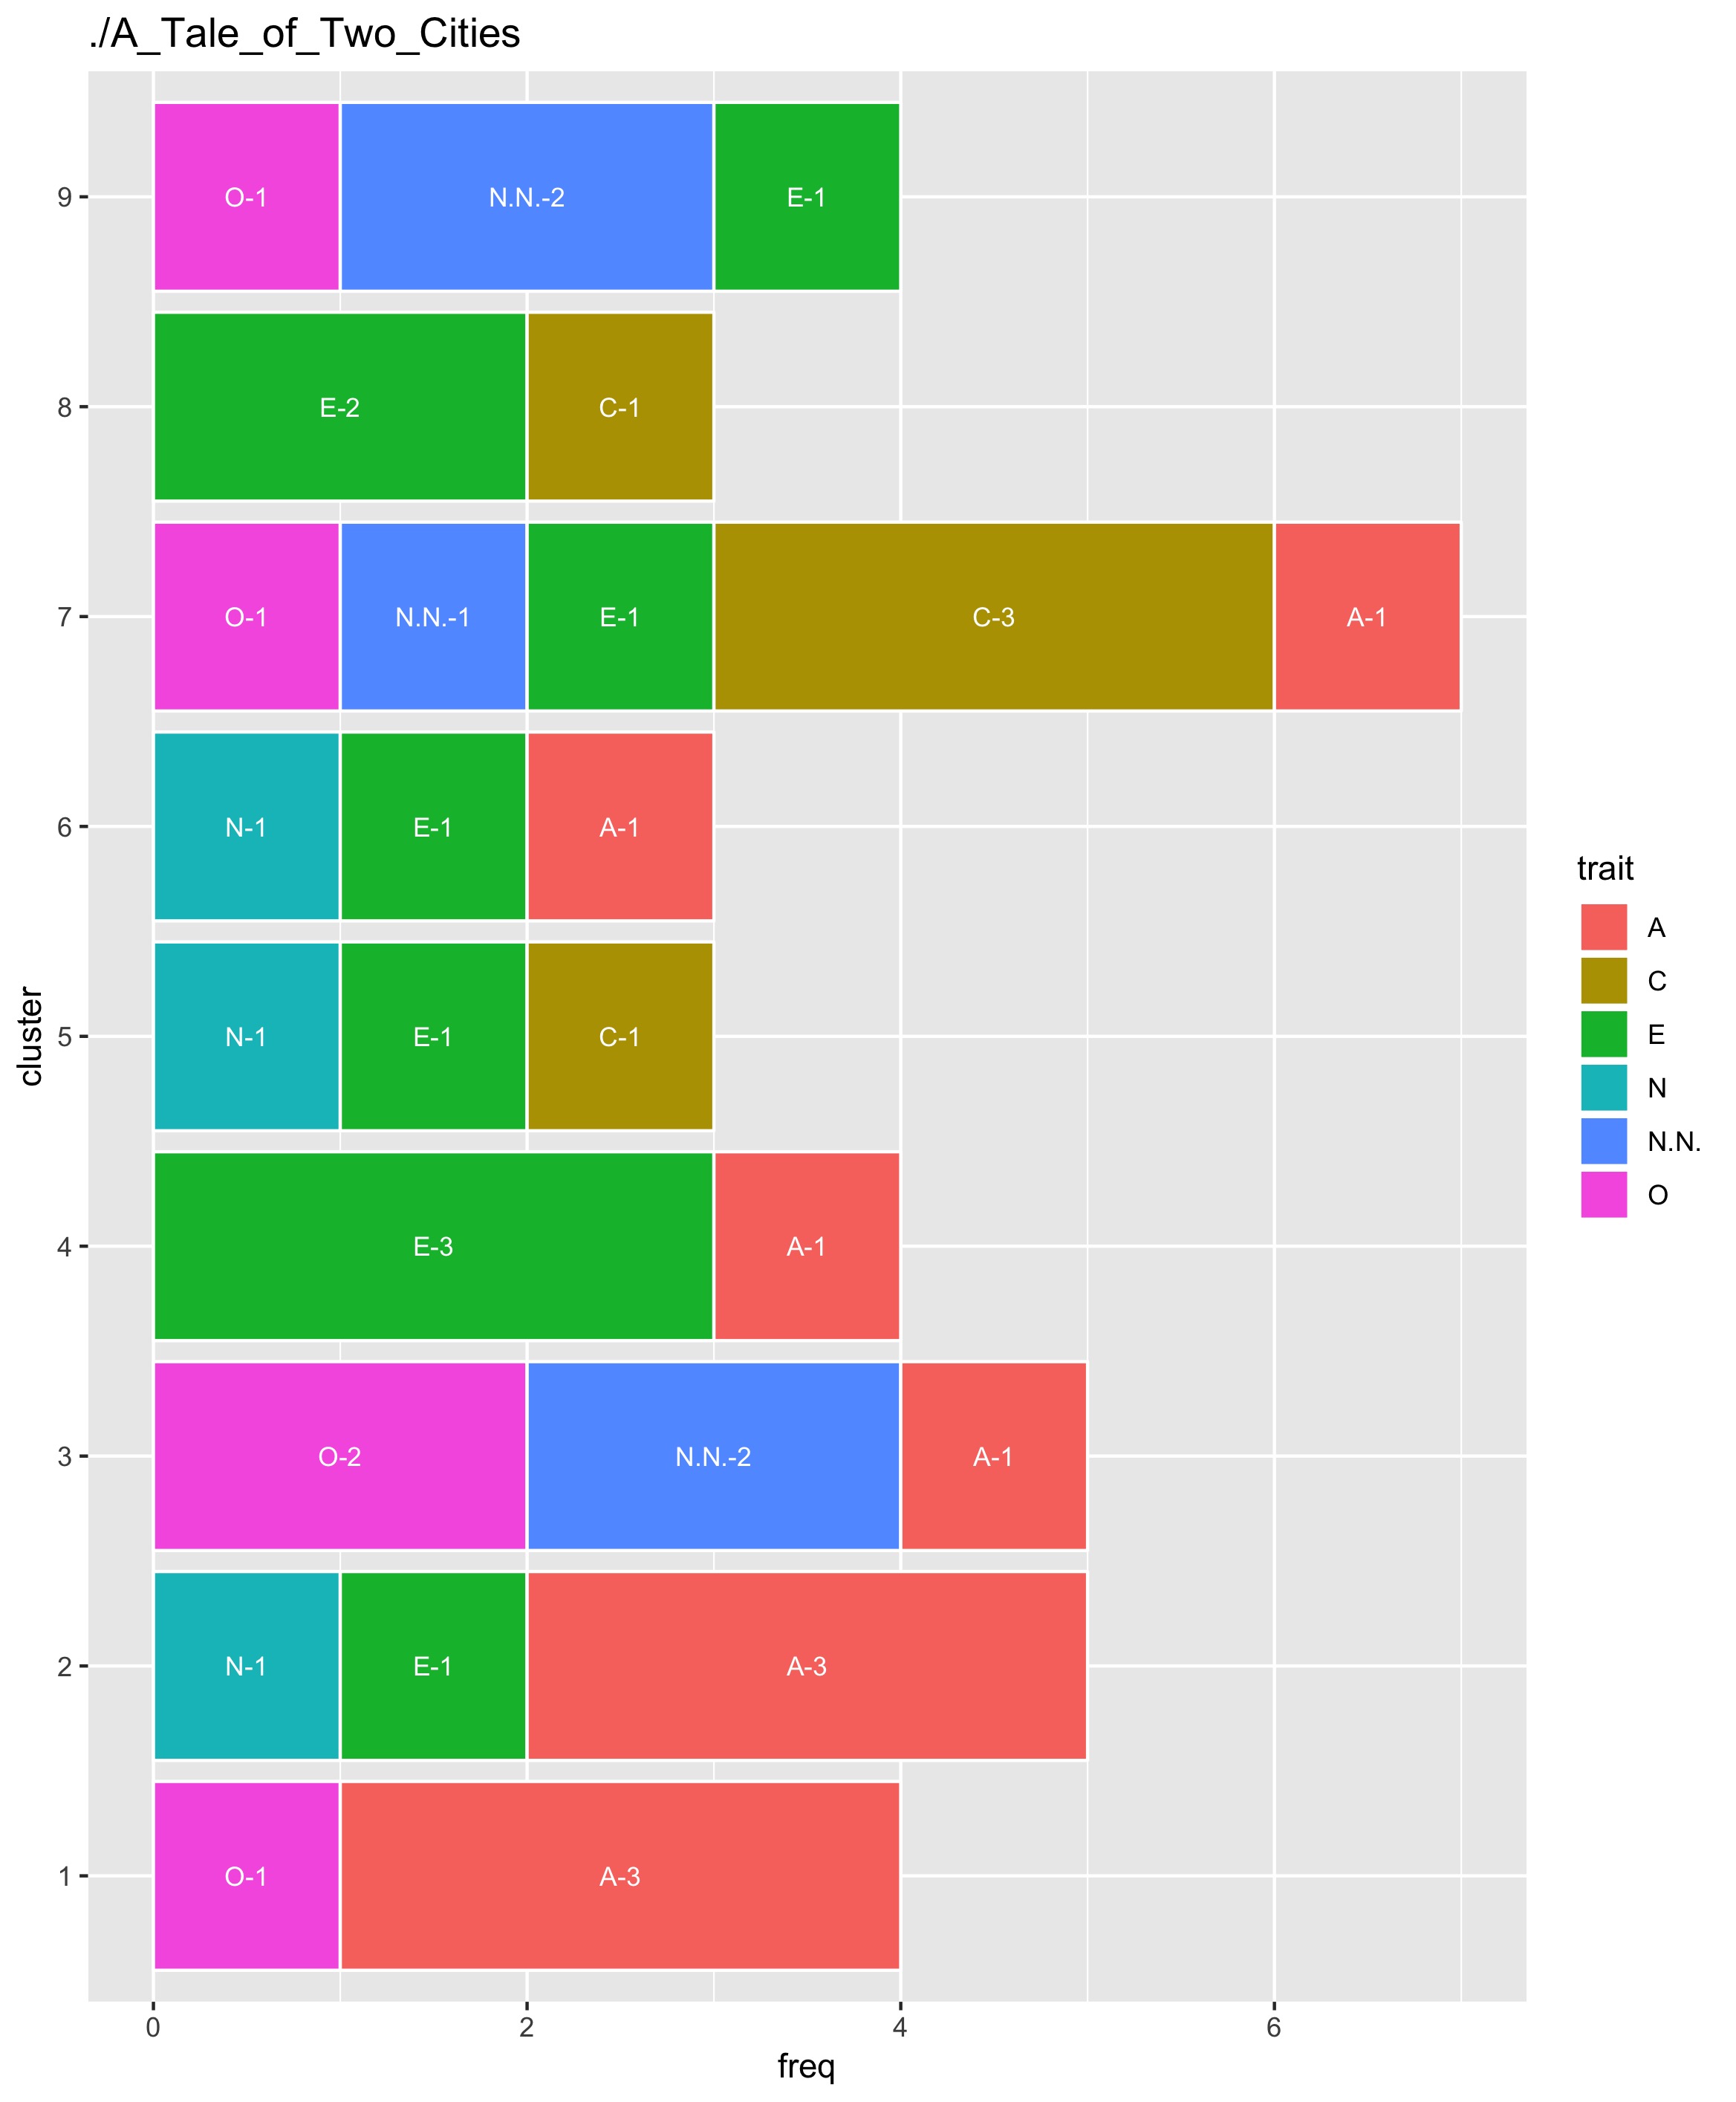 ./A_Tale_of_Two_Cities
9
O-1 N.N.-2 E-1
8
E-2 C-1
7
O-1 N.N.-1 E-1 C-3 A-1
6
N-1 E-1 A-1
5
N-1 E-1 C-1
4
E-3 A-1
3
O-2 N.N.-2 A-1
2
N-1 E-1 A-3
1
O-1 A-3
0 2 4 6
freq
cluster
trait
A
C
E
N
N.N.
O